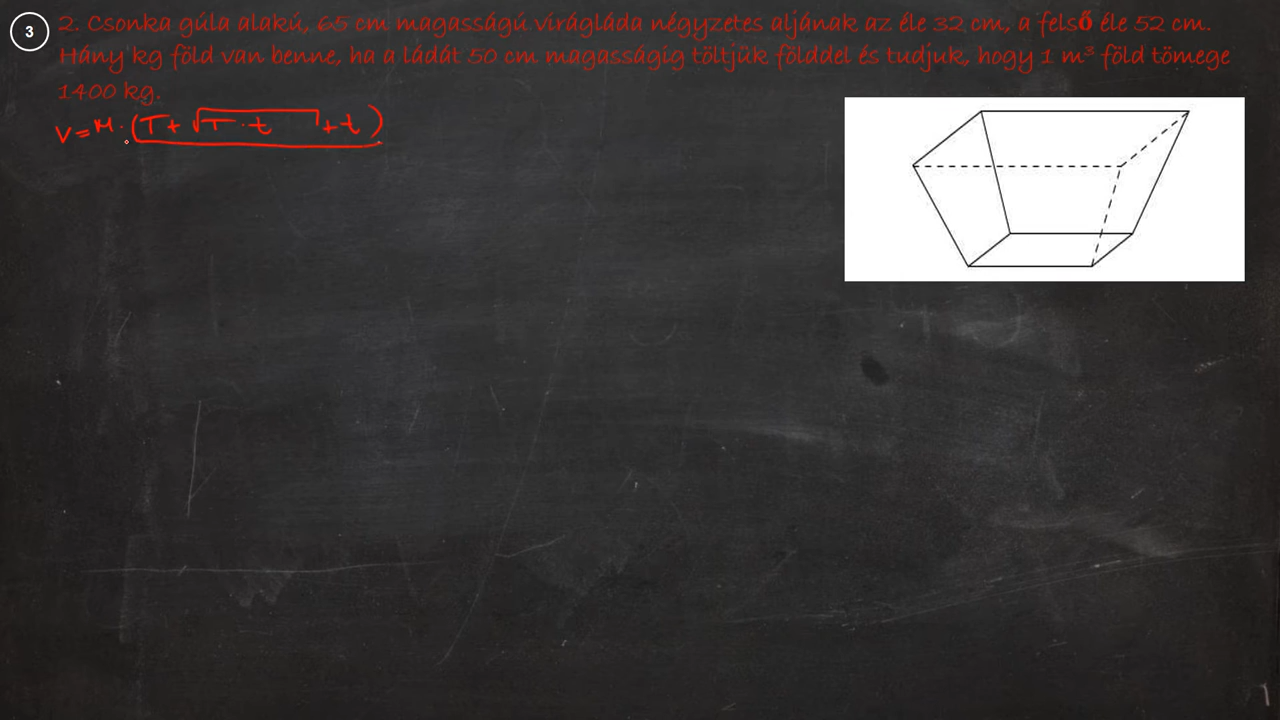 3
2. Csonka gúla alakú, 65 cm magasságú virágláda négyzetes aljának az éle 32 cm, a felső éle 52 cm.
Hány kg föld van benne, ha a ládát 50 cm magasságig töltjük földdel és tudjuk, hogy 1 m³ föld tömege
1400 kg.
V = M · (T + √T · t + t)